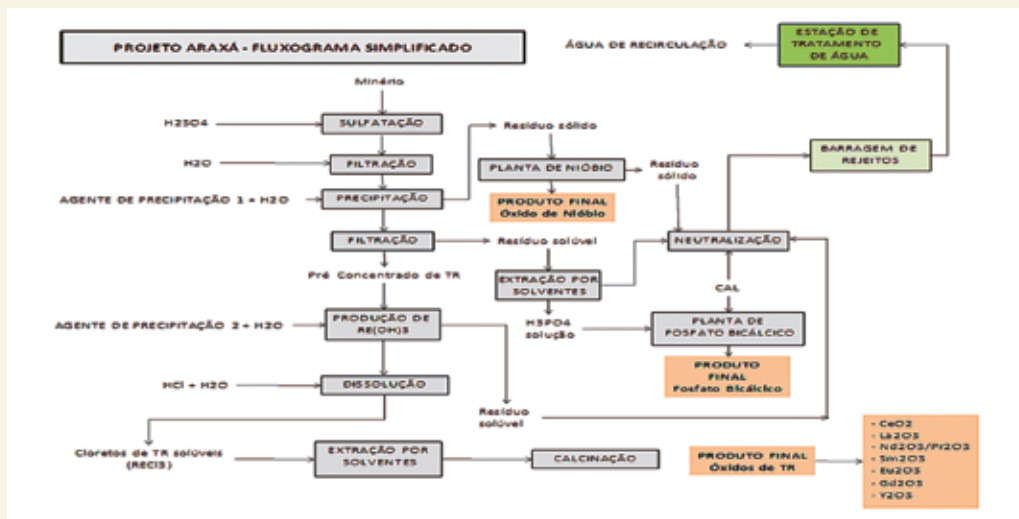 PROJETO ARAXÁ - FLUXOGRAMA SIMPLIFICADO
ÁGUA DE RECIRCULAÇÃO
ESTAÇÃO DE
TRATAMENTO
DE ÁGUA
Minério
H2SO4
SULFATAÇÃO
Resíduo sólido
BARRAGEM DE
REJEITOS
H2O
FILTRAÇÃO
PLANTA DE NIÓBIO
Resíduo
sólido
AGENTE DE PRECIPITAÇÃO 1 + H2O
PRECIPITAÇÃO
PRODUTO FINAL
Óxido de Nióbio
FILTRAÇÃO
Resíduo solúvel
NEUTRALIZAÇÃO
Pré Concentrado de TR
EXTRAÇÃO POR
SOLVENTES
CAL
AGENTE DE PRECIPITAÇÃO 2 + H2O
PRODUÇÃO DE
RE(OH)3
H3PO4
solução
PLANTA DE
FOSFATO BICÁLCICO
PRODUTO
FINAL
Fosfato Bicálcico
HCl + H2O
DISSOLUÇÃO
Resíduo
solúvel
Cloretos de TR solúveis
(RECl3)
EXTRAÇÃO POR
SOLVENTES
CALCINAÇÃO
PRODUTO FINAL
Óxidos de TR
- CeO2
- La2O3
- Nd2O3/Pr2O3
- Sm2O3
- Eu2O3
- Gd2O3
- Y2O3